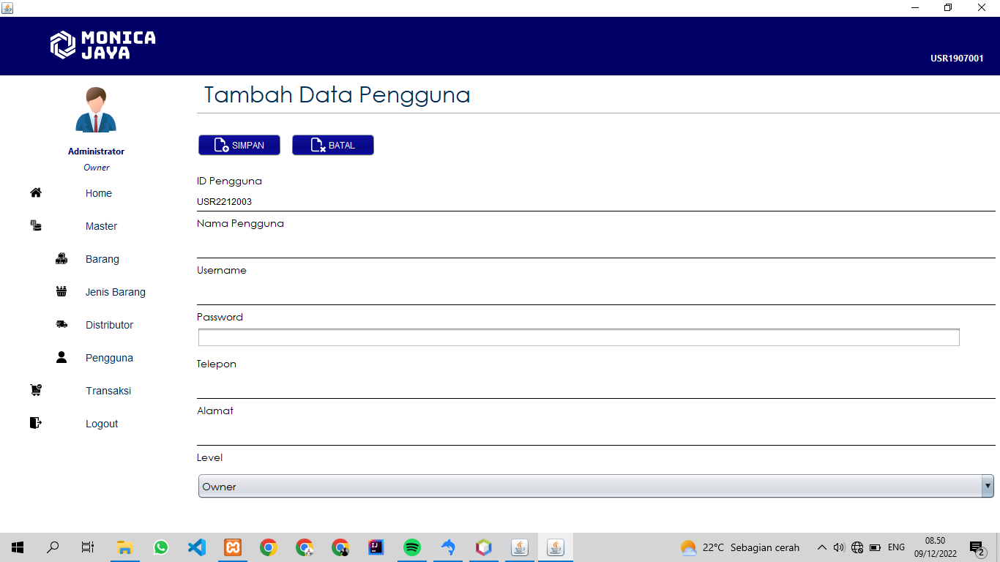 MONICA
JAYA
USR1907001
Administrator
Owner
Home
Master
Barang
Jenis Barang
Distributor
Pengguna
Transaksi
Logout
Tambah Data Pengguna
SIMPAN
BATAL
ID Pengguna
USR2212003
Nama Pengguna
Username
Password
Telepon
Alamat
Level
Owner
22°C Sebagian cerah
ENG
08.50
09/12/2022
2